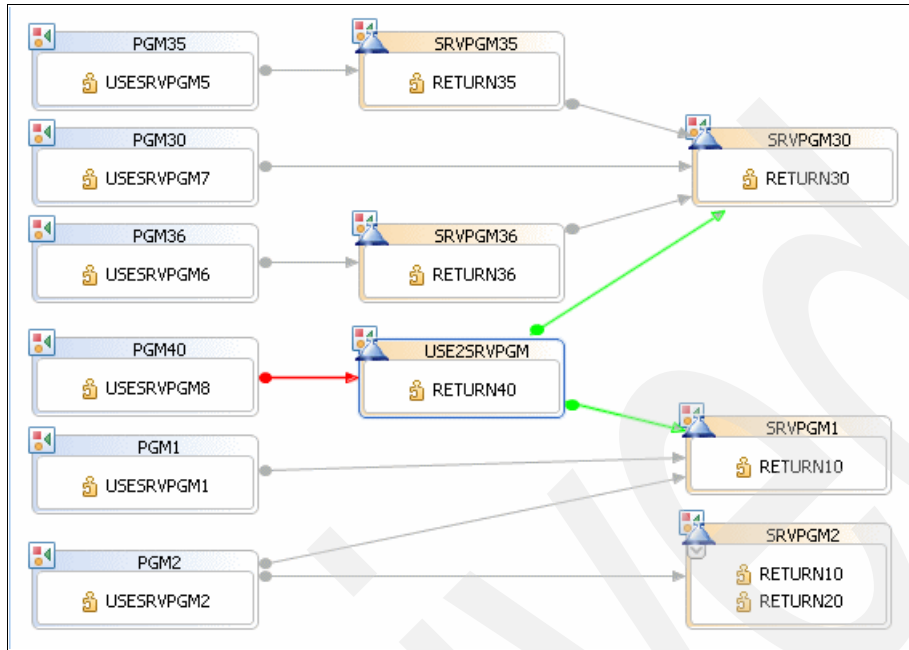 PGM35
USESRVPGM5
SRVPGM35
RETURN35
PGM30
USESRVPGM7
SRVPGM30
RETURN30
PGM36
USESRVPGM6
SRVPGM36
RETURN36
PGM40
USESRVPGM8
USE2SRVPGM
RETURN40
PGM1
USESRVPGM1
SRVPGM1
RETURN10
PGM2
USESRVPGM2
SRVPGM2
RETURN10
RETURN20